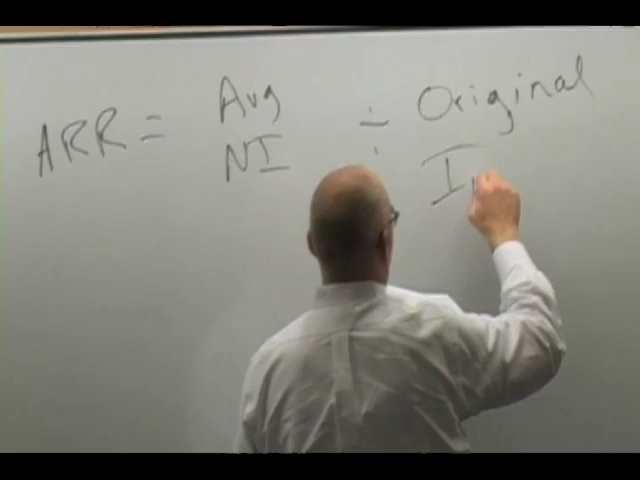 ARR = Avg ÷ Original
NI I